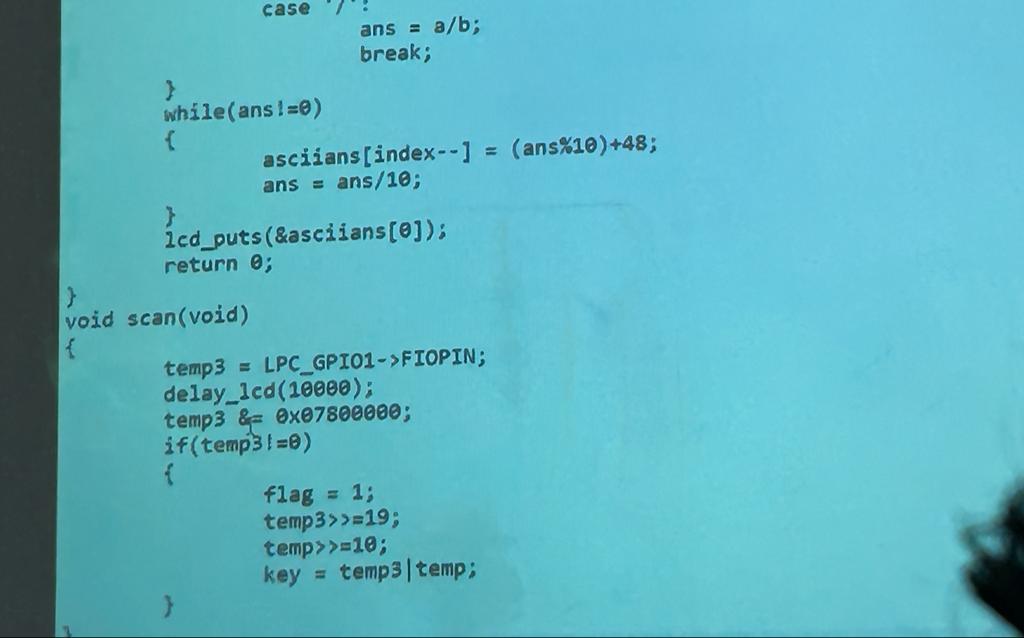 case '/':
ans = a/b;
break;
}
while(ans!=0)
{
asciians[index--] = (ans%10)+48;
ans = ans/10;
}
lcd_puts(&asciians[0]);
return 0;
}
void scan(void)
{
temp3 = LPC_GPIO1->FIOPIN;
delay_lcd(10000);
temp3 &= 0x07800000;
if(temp3!=0)
{
flag = 1;
temp3>>=19;
temp>>=10;
key = temp3|temp;
}
}